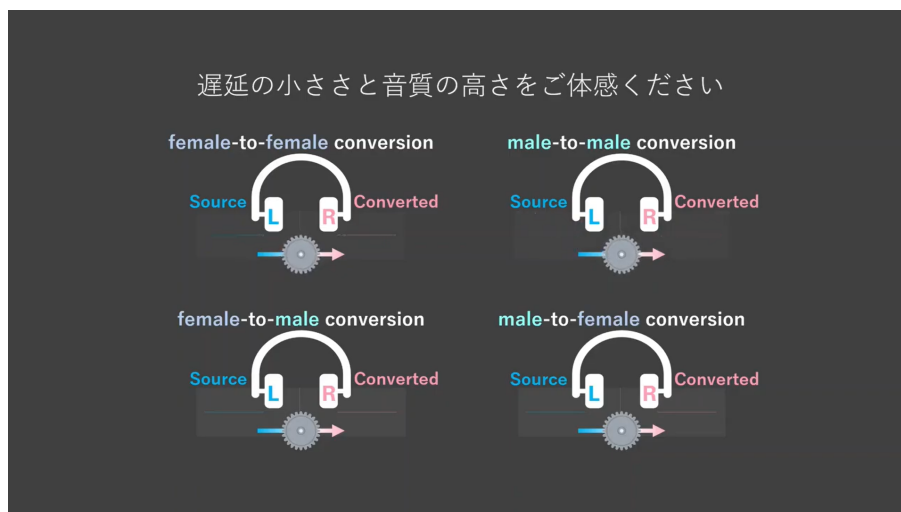 遅延の小ささと音質の高さをご体感ください
female-to-female conversion
Source
Converted
L
R
male-to-male conversion
Source
Converted
L
R
female-to-male conversion
Source
Converted
L
R
male-to-female conversion
Source
Converted
L
R